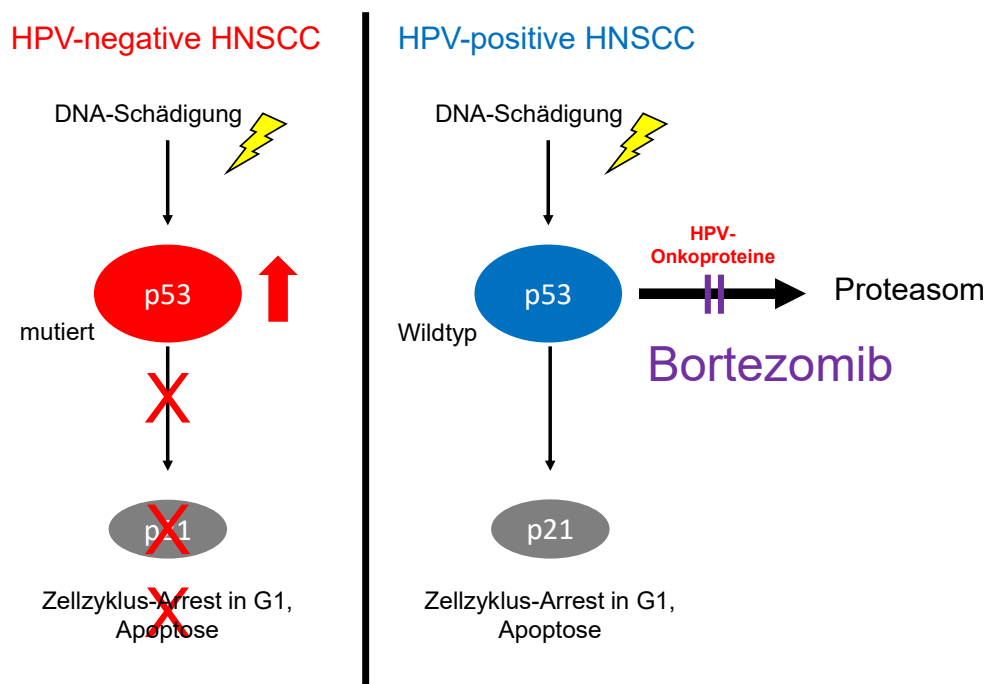 HPV-negative HNSCC
DNA-Schädigung
p53
mutiert
X
p21
X
Zellzyklus-Arrest in G1,
Apoptose
X
HPV-positive HNSCC
DNA-Schädigung
HPV-
Onkoproteine
p53
Proteasom
Wildtyp
Bortezomib
p21
Zellzyklus-Arrest in G1,
Apoptose